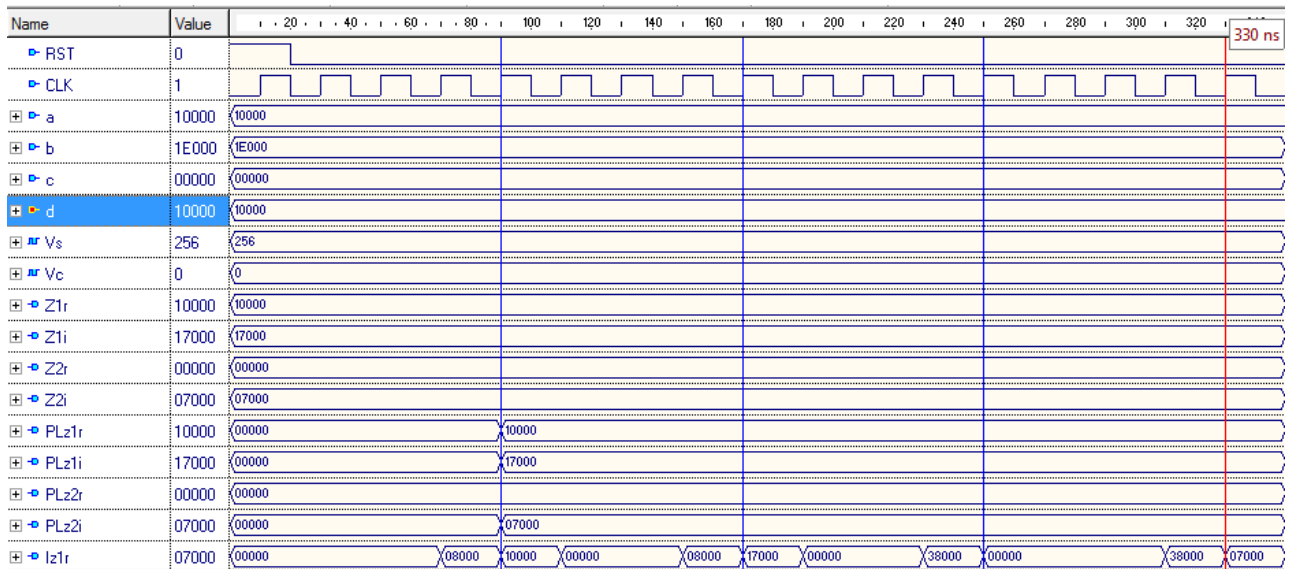 Name Value 20 40 60 80 100 120 140 160 180 200 220 240 260 280 300 320
330 ns
RST 0
CLK 1
a 10000 10000
b 1E000 1E000
c 00000 00000
d 10000 10000
Vs 256 256
Vc 0 0
Z1r 10000 10000
Z1i 17000 17000
Z2r 00000 00000
Z2i 07000 07000
PLz1r 10000 00000 10000
PLz1i 17000 00000 17000
PLz2r 00000 00000
PLz2i 07000 00000 07000
Iz1r 07000 00000 08000 10000 00000 08000 17000 00000 38000 00000 38000 07000